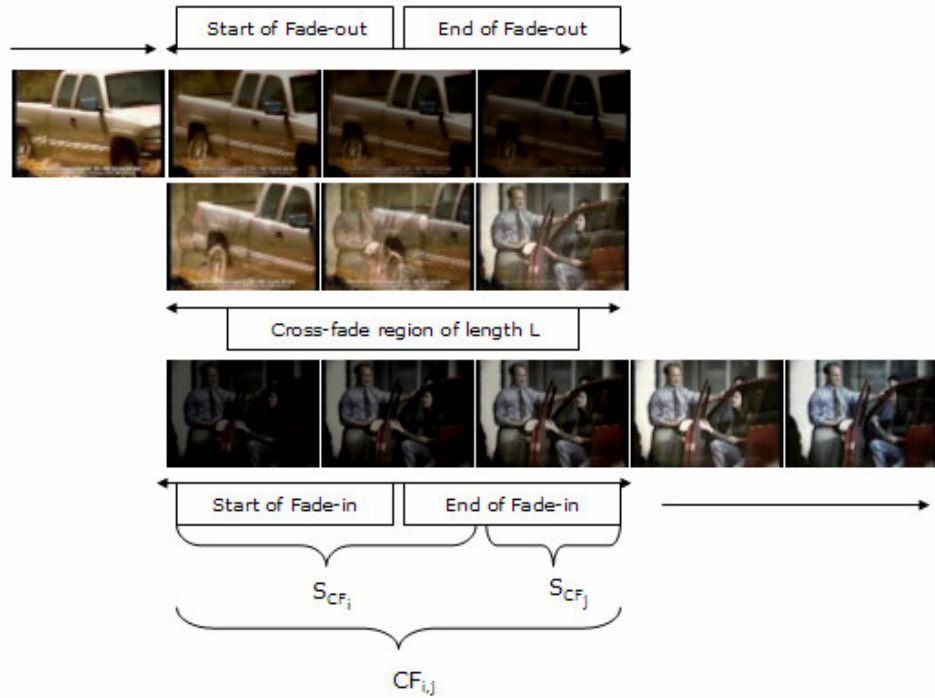 Start of Fade-out
End of Fade-out
Cross-fade region of length L
Start of Fade-in
End of Fade-in
S_CF_i
S_CF_j
CF_i,j